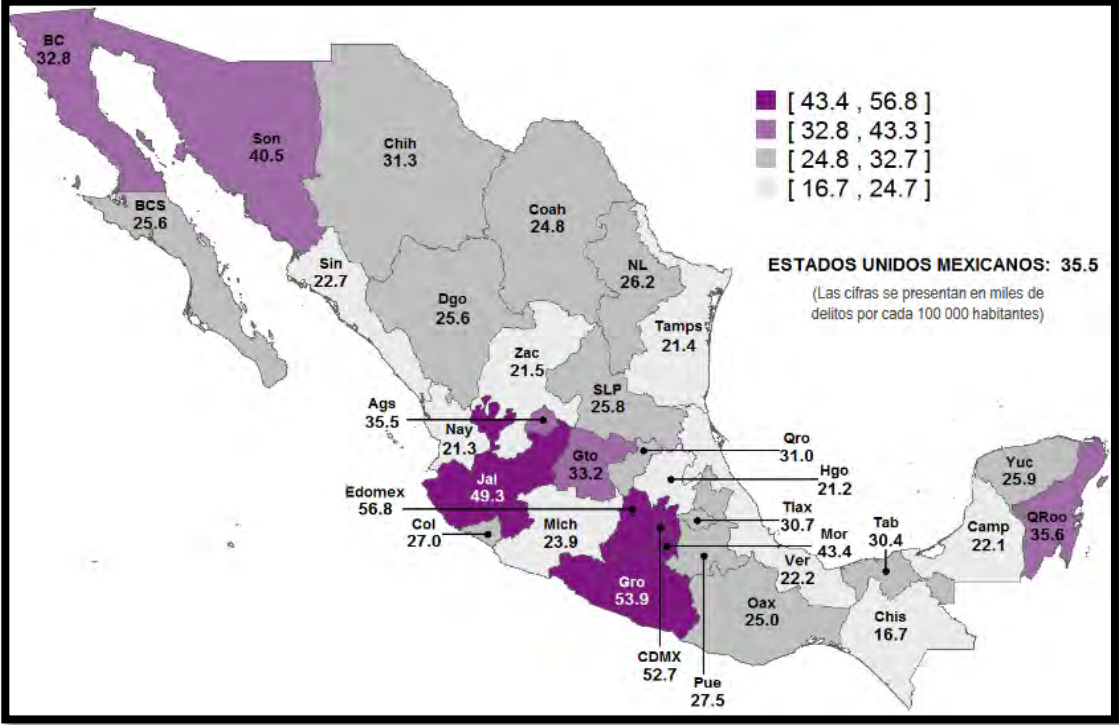 BC
32.8
Son
40.5
Chih
31.3
BCS
25.6
Coah
24.8
Sin
22.7
NL
26.2
Dgo
25.6
Tamps
21.4
Zac
21.5
SLP
25.8
Ags
35.5
Nay
21.3
Gto
33.2
Qro
31.0
Jal
49.3
Hgo
21.2
Edomex
56.8
Tlax
30.7
Col
27.0
Mich
23.9
Mor
43.4
Tab
30.4
Ver
22.2
Yuc
25.9
Camp
22.1
QRoo
35.6
Gro
53.9
Oax
25.0
Chis
16.7
CDMX
52.7
Pue
27.5
[ 43.4 , 56.8 ]
[ 32.8 , 43.3 ]
[ 24.8 , 32.7 ]
[ 16.7 , 24.7 ]
ESTADOS UNIDOS MEXICANOS: 35.5
(Las cifras se presentan en miles de
delitos por cada 100 000 habitantes)